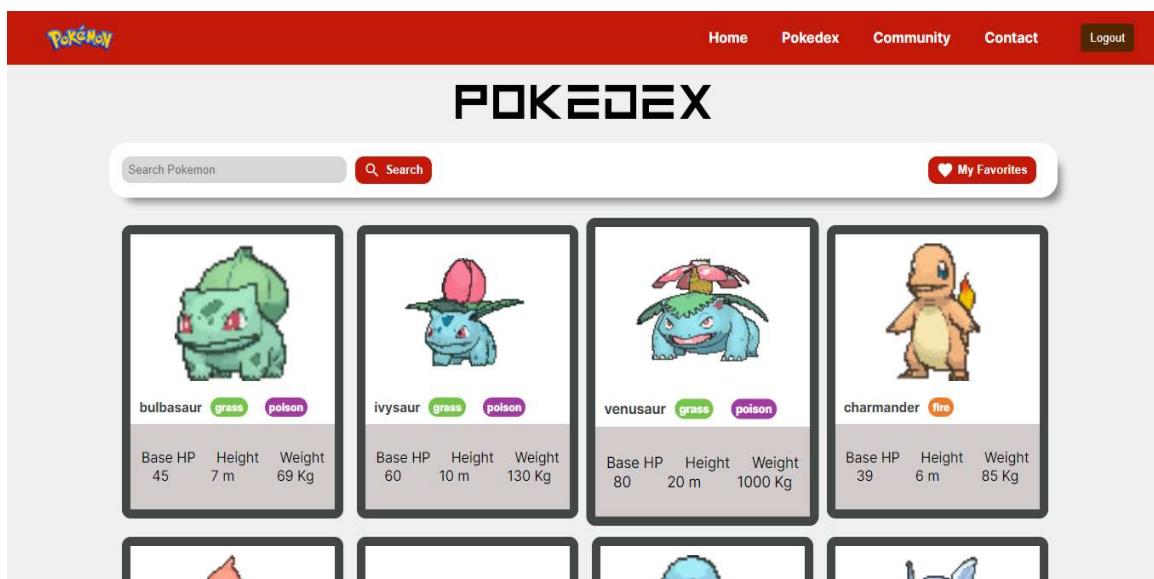 Pokémon
Home Pokedex Community Contact Logout
POKEDEX
Search Pokemon Search My Favorites
bulbasaur grass poison
Base HP Height Weight
45 7 m 69 Kg
ivysaur grass poison
Base HP Height Weight
60 10 m 130 Kg
venusaur grass poison
Base HP Height Weight
80 20 m 1000 Kg
charmander fire
Base HP Height Weight
39 6 m 85 Kg